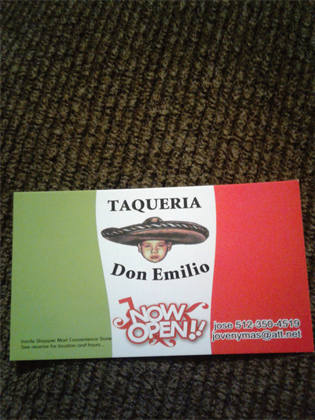 TAQUERIA
Don Emilio
NOW
OPEN!!
jose 512-350-4519
jovenymas@att.net
Inside Shopper Mart Convenience Store
See reverse for location and hours...